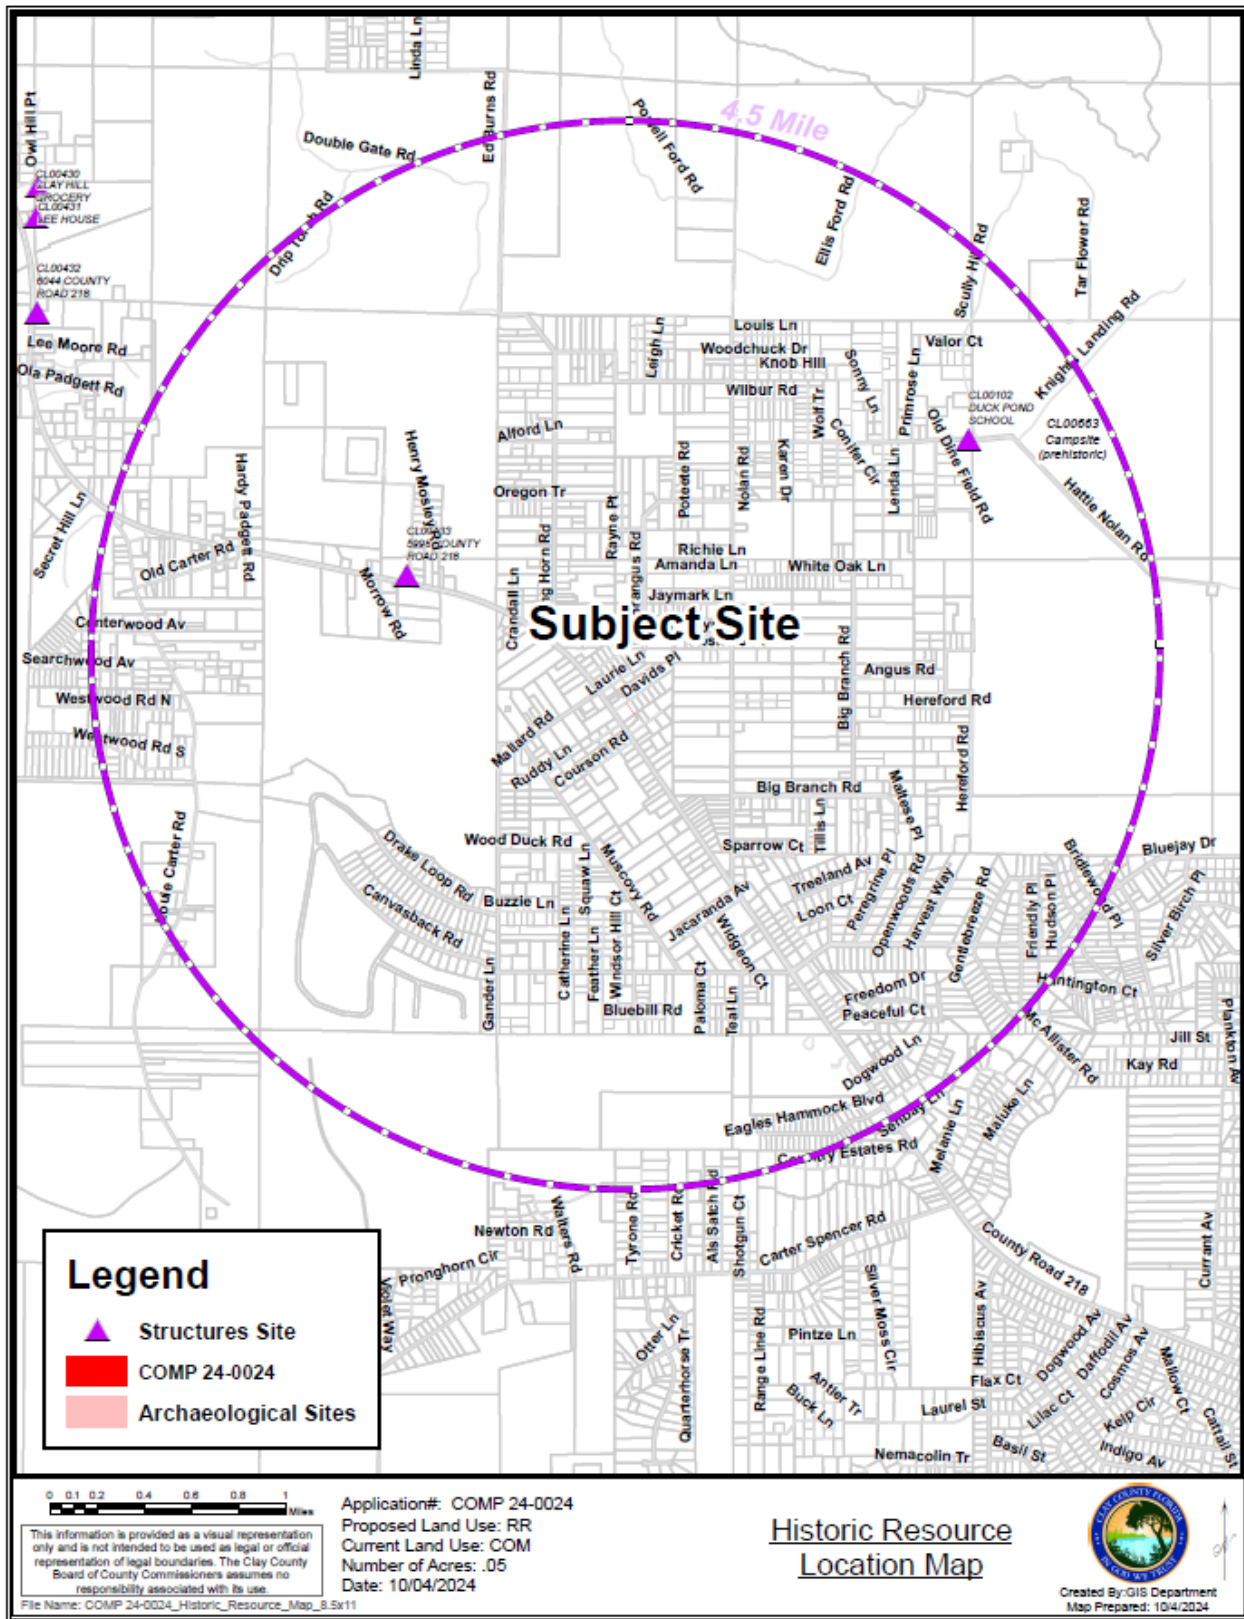 Linda Ln
Owl Hill Pt
Ed Burns Rd
Powell Ford Rd
4.5 Mile
Double Gate Rd
CL00430
CLAY HILL
GROCERY
CL00431
LEE HOUSE
Drip Torch Rd
Ellis Ford Rd
Scully Hill Rd
Tar Flower Rd
CL00432
6044 COUNTY
ROAD 218
Knights Landing Rd
Lee Moore Rd
Ola Padgett Rd
Leigh Ln
Louis Ln
Woodchuck Dr
Knob Hill
Wilbur Rd
Sonny Ln
Primrose Ln
Valor Ct
Wolf Tr
CL00102
DUCK POND
SCHOOL
CL00663
Campsite
(prehistoric)
Alford Ln
Henry Mosley Rd
Hardy Padgett Rd
Oregon Tr
Rayne Pt
Poteete Rd
Nolan Rd
Karen Dr
Conifer Cir
Lenda Ln
Old Dine Field Rd
Hattie Nolan Rd
Secret Hill Ln
Old Carter Rd
5995 COUNTY
ROAD 218
Morrow Rd
Crandall Ln
Richie Ln
Amanda Ln
White Oak Ln
Jaymark Ln
Subject Site
Centerwood Av
Searchwood Av
Westwood Rd N
Westwood Rd S
Laurie Ln
Davids Pl
Big Branch Rd
Angus Rd
Hereford Rd
Mallard Rd
Ruddy Ln
Courson Rd
Hereford Rd
Big Branch Rd
Maltese Pl
Tillis Ln
Sparrow Ct
Wood Duck Rd
Drake Loop Rd
Canvasback Rd
Buzzie Ln
Squaw Ln
Muscovy Rd
Jacaranda Av
Widgeon Ct
Treeland Av
Loon Ct
Peregrine Pl
Openwoods Rd
Harvest Way
Gentlebreeze Rd
Friendly Pl
Hudson Pl
Bridlewood Pl
Bluejay Dr
Silver Birch Pl
Gander Ln
Catherine Ln
Feather Ln
Windsor Hill Ct
Bluebill Rd
Paloma Ct
Teal Ln
Freedom Dr
Peaceful Ct
Huntington Ct
McAllister Rd
Jill St
Kay Rd
Plankton Av
Dogwood Ln
Eagles Hammock Blvd
Country Estates Rd
Melanie Ln
Maluke Ln
Newton Rd
Walters Rd
Pronghorn Cir
Violet Way
Tyrone Rd
Cricket Rd
Als Satch Rd
Shotgun Ct
Carter Spencer Rd
County Road 218
Currant Av
Silver Moss Cir
Hibiscus Av
Otter Ln
Quarterhorse Tr
Range Line Rd
Pintze Ln
Antler Tr
Buck Ln
Flax Ct
Laurel St
Dogwood Av
Daffodil Av
Cosmos Av
Mallow Ct
Lilac Ct
Kelp Cir
Cattail St
Nemacolin Tr
Basil St
Indigo Av
Legend
Structures Site
COMP 24-0024
Archaeological Sites
0 0.1 0.2 0.4 0.6 0.8 1
Miles
This information is provided as a visual representation
only and is not intended to be used as legal or official
representation of legal boundaries. The Clay County
Board of County Commissioners assumes no
responsibility associated with its use.
File Name: COMP 24-0024_Historic_Resource_Map_8.5x11
Application#: COMP 24-0024
Proposed Land Use: RR
Current Land Use: COM
Number of Acres: .05
Date: 10/04/2024
Historic Resource
Location Map
CLAY COUNTY FLORIDA
IN GOD WE TRUST
Created By:GIS Department
Map Prepared: 10/4/2024